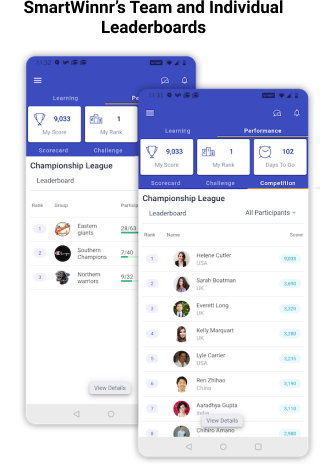 SmartWinnr's Team and Individual
Leaderboards
Learning
9,033
My Score
1
My Rank
Scorecard
Challenge
Championship League
Leaderboard
Rank
Group
1
Eastern
giants
28/63
2
Southern
Champions
7/40
3
Northern
warriors
9/32
View Details
Learning
Performance
9,033
My Score
1
My Rank
102
Days To Go
Scorecard
Challenge
Competition
Championship League
Leaderboard
All Participants
Rank
Name
Score
1
Helene Cutler
USA
9,033
2
Sarah Boatman
UK
3,690
3
Everett Long
UK
3,320
4
Kelly Marquart
UK
3,280
5
Lyle Carrier
USA
3,235
6
Ren Zhihao
China
3,190
7
Aaradhya Gupta
India
3,110
8
Chihiro Amano
2,980
View Details